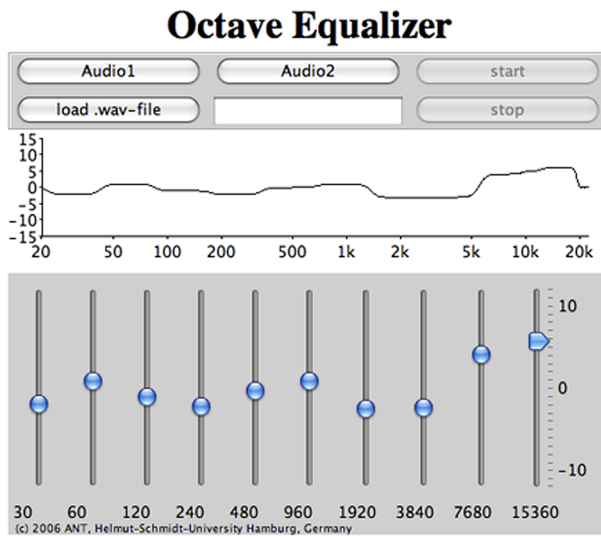 Octave Equalizer
Audio1 Audio2 start
load .wav-file stop
15
10
5
0
-5
-10
-15
20 50 100 200 500 1k 2k 5k 10k 20k
10
0
-10
30 60 120 240 480 960 1920 3840 7680 15360
(c) 2006 ANT, Helmut-Schmidt-University Hamburg, Germany